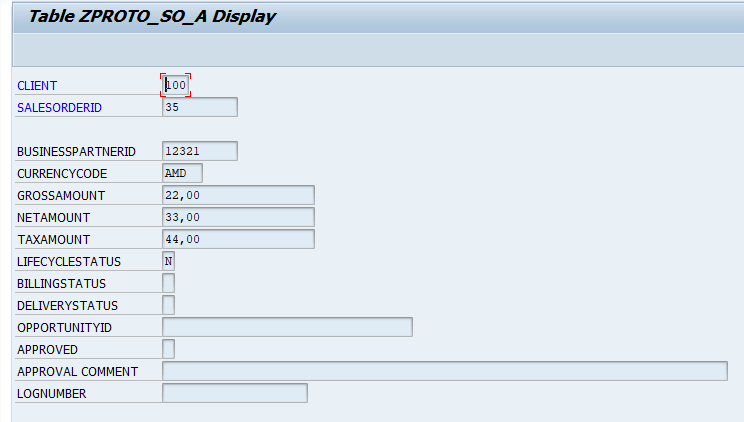 Table ZPROTO_SO_A Display
CLIENT 100
SALESORDERID 35
BUSINESSPARTNERID 12321
CURRENCYCODE AMD
GROSSAMOUNT 22,00
NETAMOUNT 33,00
TAXAMOUNT 44,00
LIFECYCLESTATUS N
BILLINGSTATUS
DELIVERYSTATUS
OPPORTUNITYID
APPROVED
APPROVAL COMMENT
LOGNUMBER